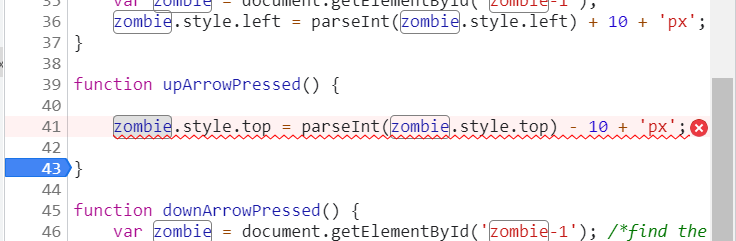 35 var zombie = document.getElementById('zombie-1');
36 zombie.style.left = parseInt(zombie.style.left) + 10 + 'px';
37 }
38
39 function upArrowPressed() {
40
41 zombie.style.top = parseInt(zombie.style.top) - 10 + 'px';
42
43 }
44
45 function downArrowPressed() {
46 var zombie = document.getElementById('zombie-1'); /*find the